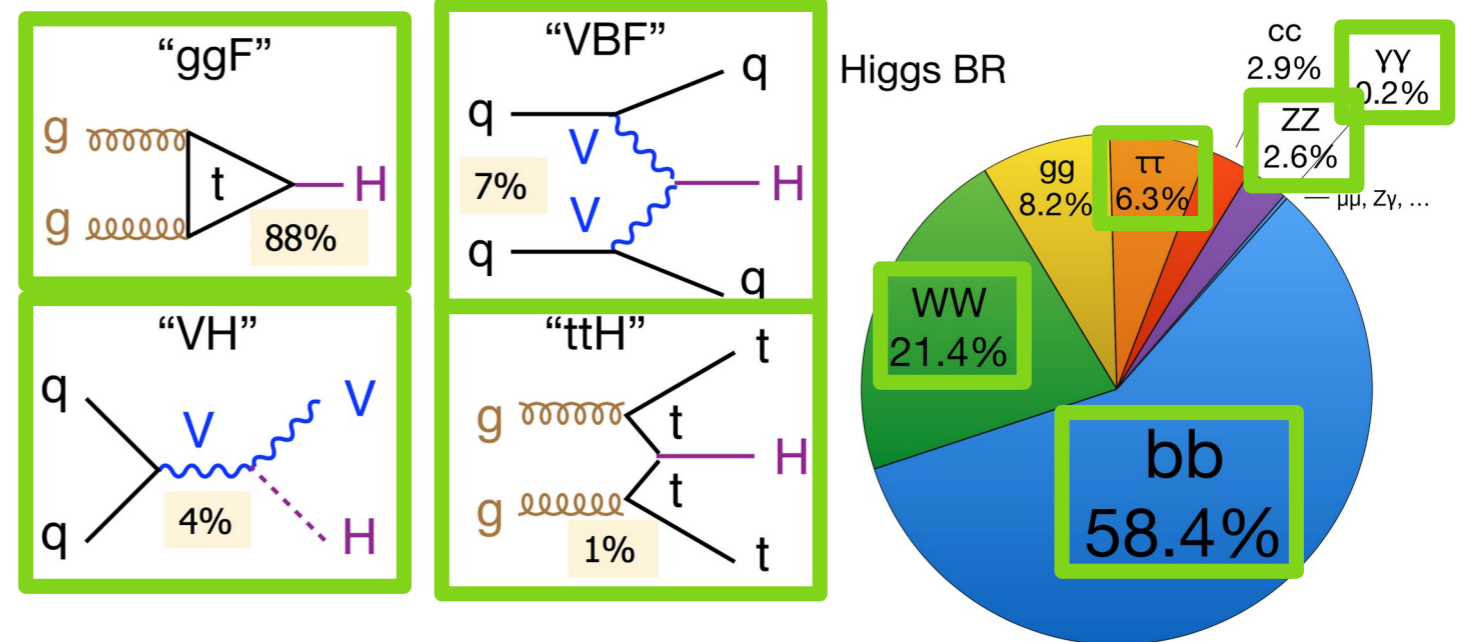 “ggF”
g
g
t
H
88%
“VBF”
q
q
V
7%
H
V
q
q
“VH”
q
V
V
4%
q
H
“ttH”
t
g
t
H
t
g
1%
t
Higgs BR
cc
2.9%
γγ
0.2%
ZZ
2.6%
ττ
6.3%
gg
8.2%
μμ, Zγ, ...
WW
21.4%
bb
58.4%